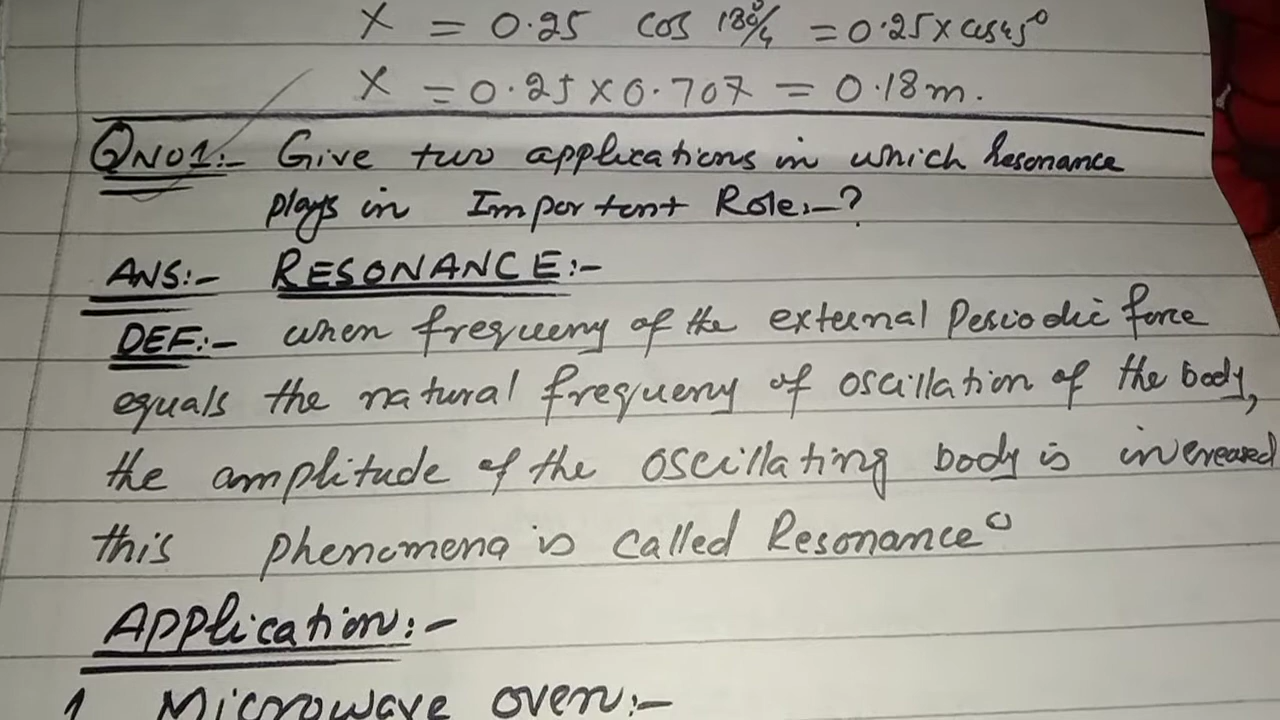 X = 0.25 cos 180/4 = 0.25 x cos45°
X = 0.25 x 0.707 = 0.18m.
QNO1:- Give two applications in which Resonance
plays in Important Role:-?
ANS:- RESONANCE:-
DEF:- when frequeny of the external Periodic force
equals the natural frequeny of oscillation of the body,
the amplitude of the oscillating body is increased
this phenomena is called Resonance
Application:-
1 Microwave oven:-